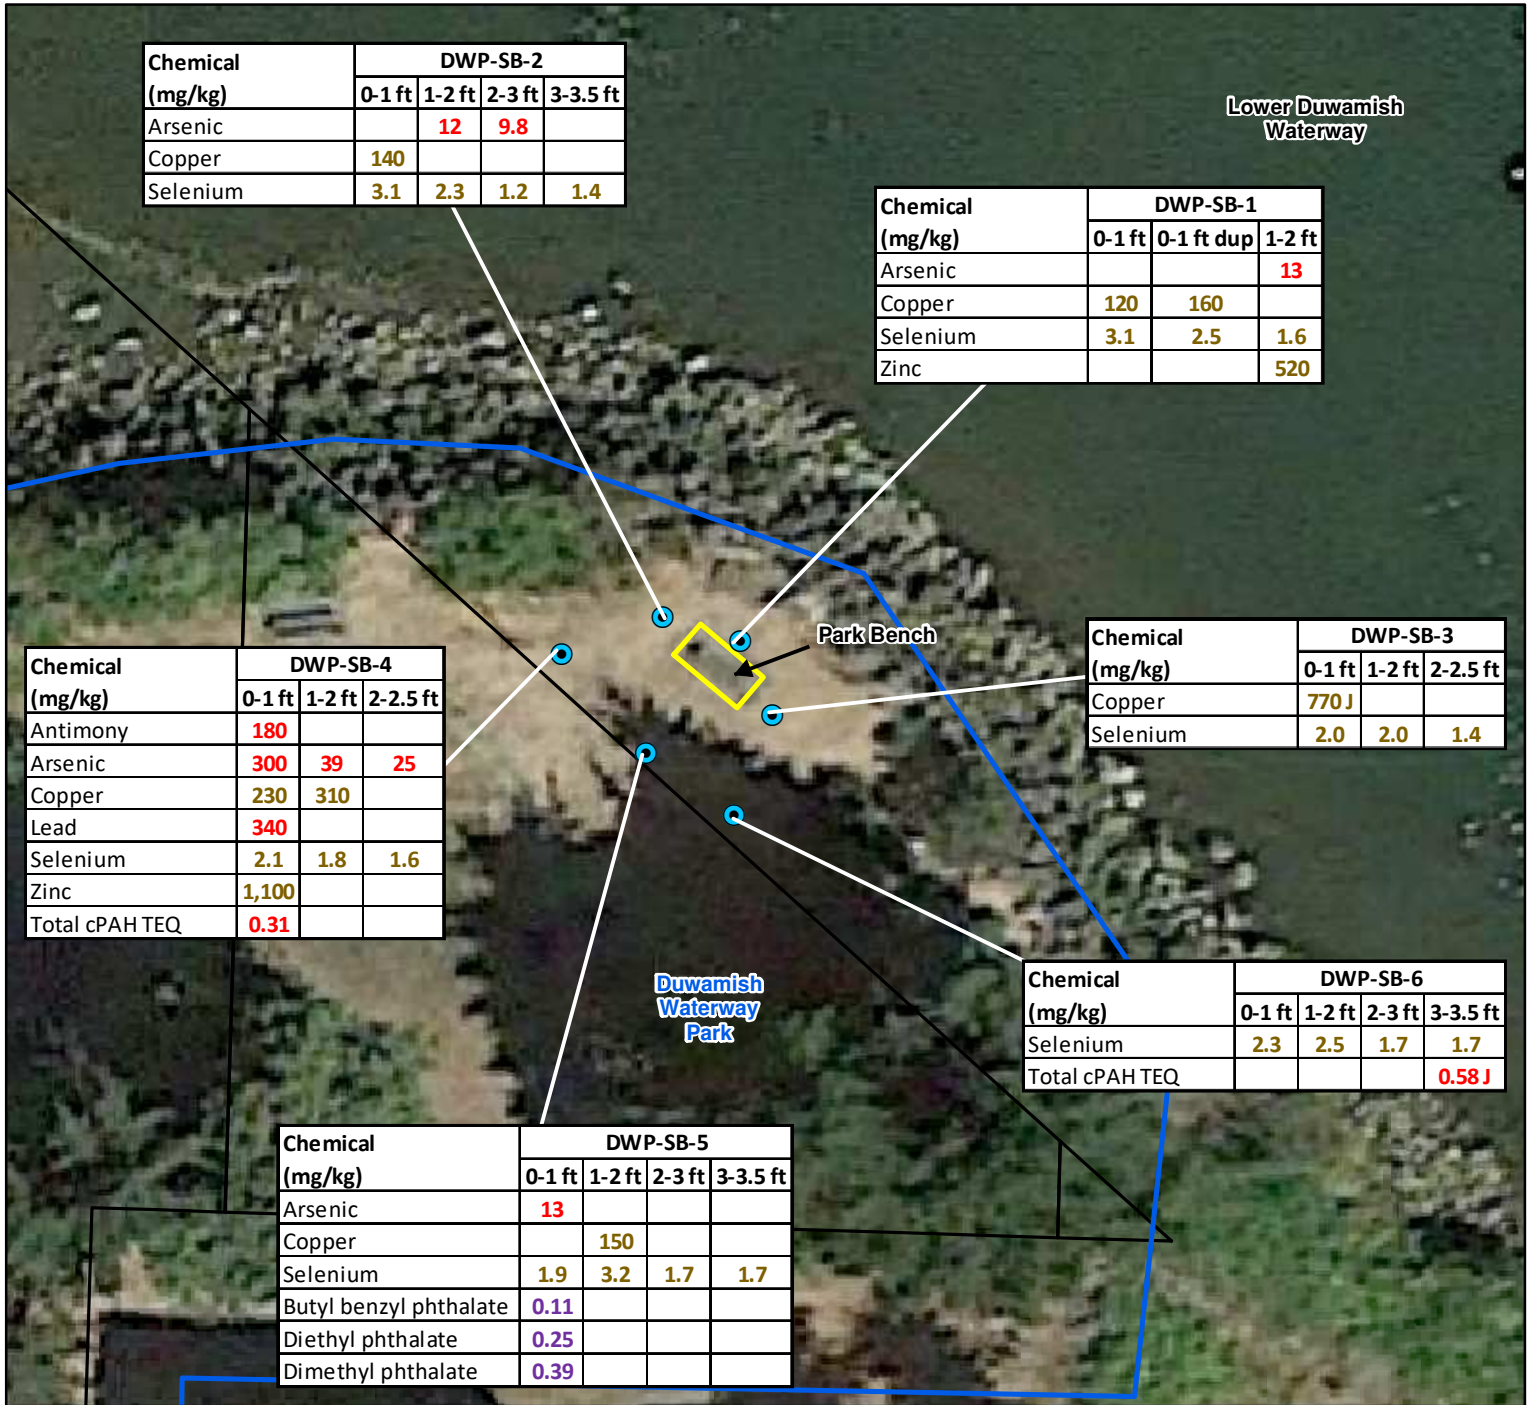 Chemical (mg/kg) DWP-SB-2
0-1 ft 1-2 ft 2-3 ft 3-3.5 ft
Arsenic 12 9.8
Copper 140
Selenium 3.1 2.3 1.2 1.4
Lower Duwamish
Waterway
Chemical (mg/kg) DWP-SB-1
0-1 ft 0-1 ft dup 1-2 ft
Arsenic 13
Copper 120 160
Selenium 3.1 2.5 1.6
Zinc 520
Park Bench
Chemical (mg/kg) DWP-SB-3
0-1 ft 1-2 ft 2-2.5 ft
Copper 770 J
Selenium 2.0 2.0 1.4
Chemical (mg/kg) DWP-SB-4
0-1 ft 1-2 ft 2-2.5 ft
Antimony 180
Arsenic 300 39 25
Copper 230 310
Lead 340
Selenium 2.1 1.8 1.6
Zinc 1,100
Total cPAH TEQ 0.31
Duwamish
Waterway
Park
Chemical (mg/kg) DWP-SB-6
0-1 ft 1-2 ft 2-3 ft 3-3.5 ft
Selenium 2.3 2.5 1.7 1.7
Total cPAH TEQ 0.58 J
Chemical (mg/kg) DWP-SB-5
0-1 ft 1-2 ft 2-3 ft 3-3.5 ft
Arsenic 13
Copper 150
Selenium 1.9 3.2 1.7 1.7
Butyl benzyl phthalate 0.11
Diethyl phthalate 0.25
Dimethyl phthalate 0.39